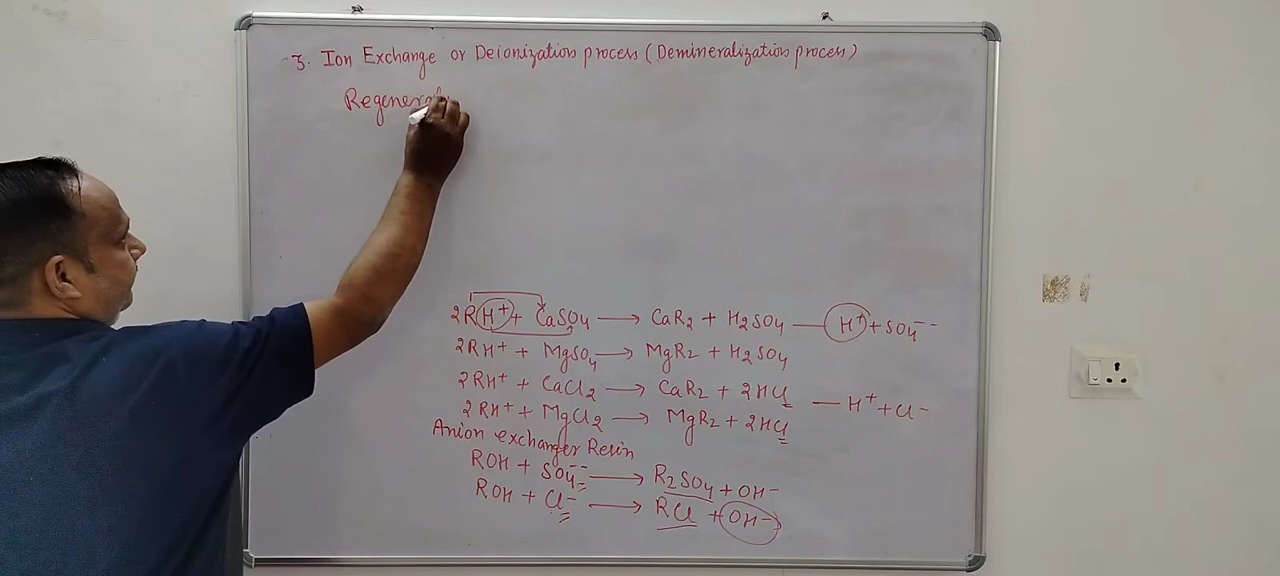 3. Ion Exchange or Deionization process (Demineralization process)
Regenera
2RH⁺ + CaSO₄ → CaR₂ + H₂SO₄ — H⁺ + SO₄⁻⁻
2RH⁺ + MgSO₄ → MgR₂ + H₂SO₄
2RH⁺ + CaCl₂ → CaR₂ + 2HCl — H⁺ + Cl⁻
2RH⁺ + MgCl₂ → MgR₂ + 2HCl
Anion exchanger Resin
ROH + SO₄⁻⁻ → R₂SO₄ + OH⁻
ROH + Cl⁻ → RCl + OH⁻